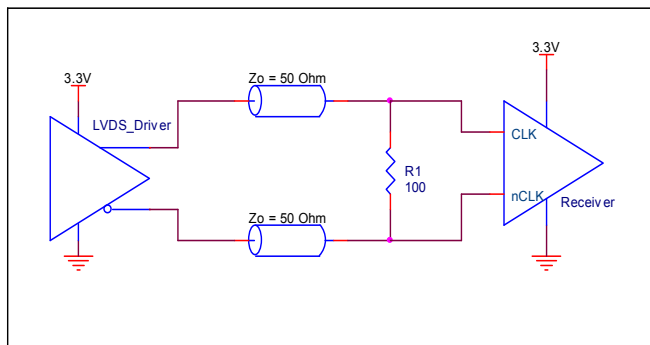 3.3V
LVDS_Driver
Zo = 50 Ohm
Zo = 50 Ohm
R1
100
3.3V
CLK
nCLK
Receiver